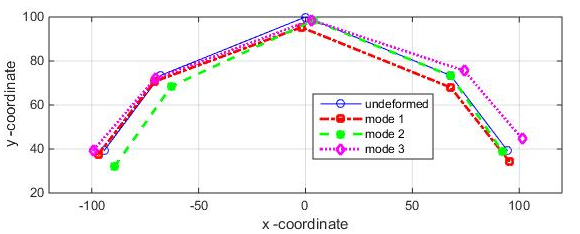 100
80
60
40
20
y -coordinate
undeformed
mode 1
mode 2
mode 3
-100
-50
0
50
100
x -coordinate